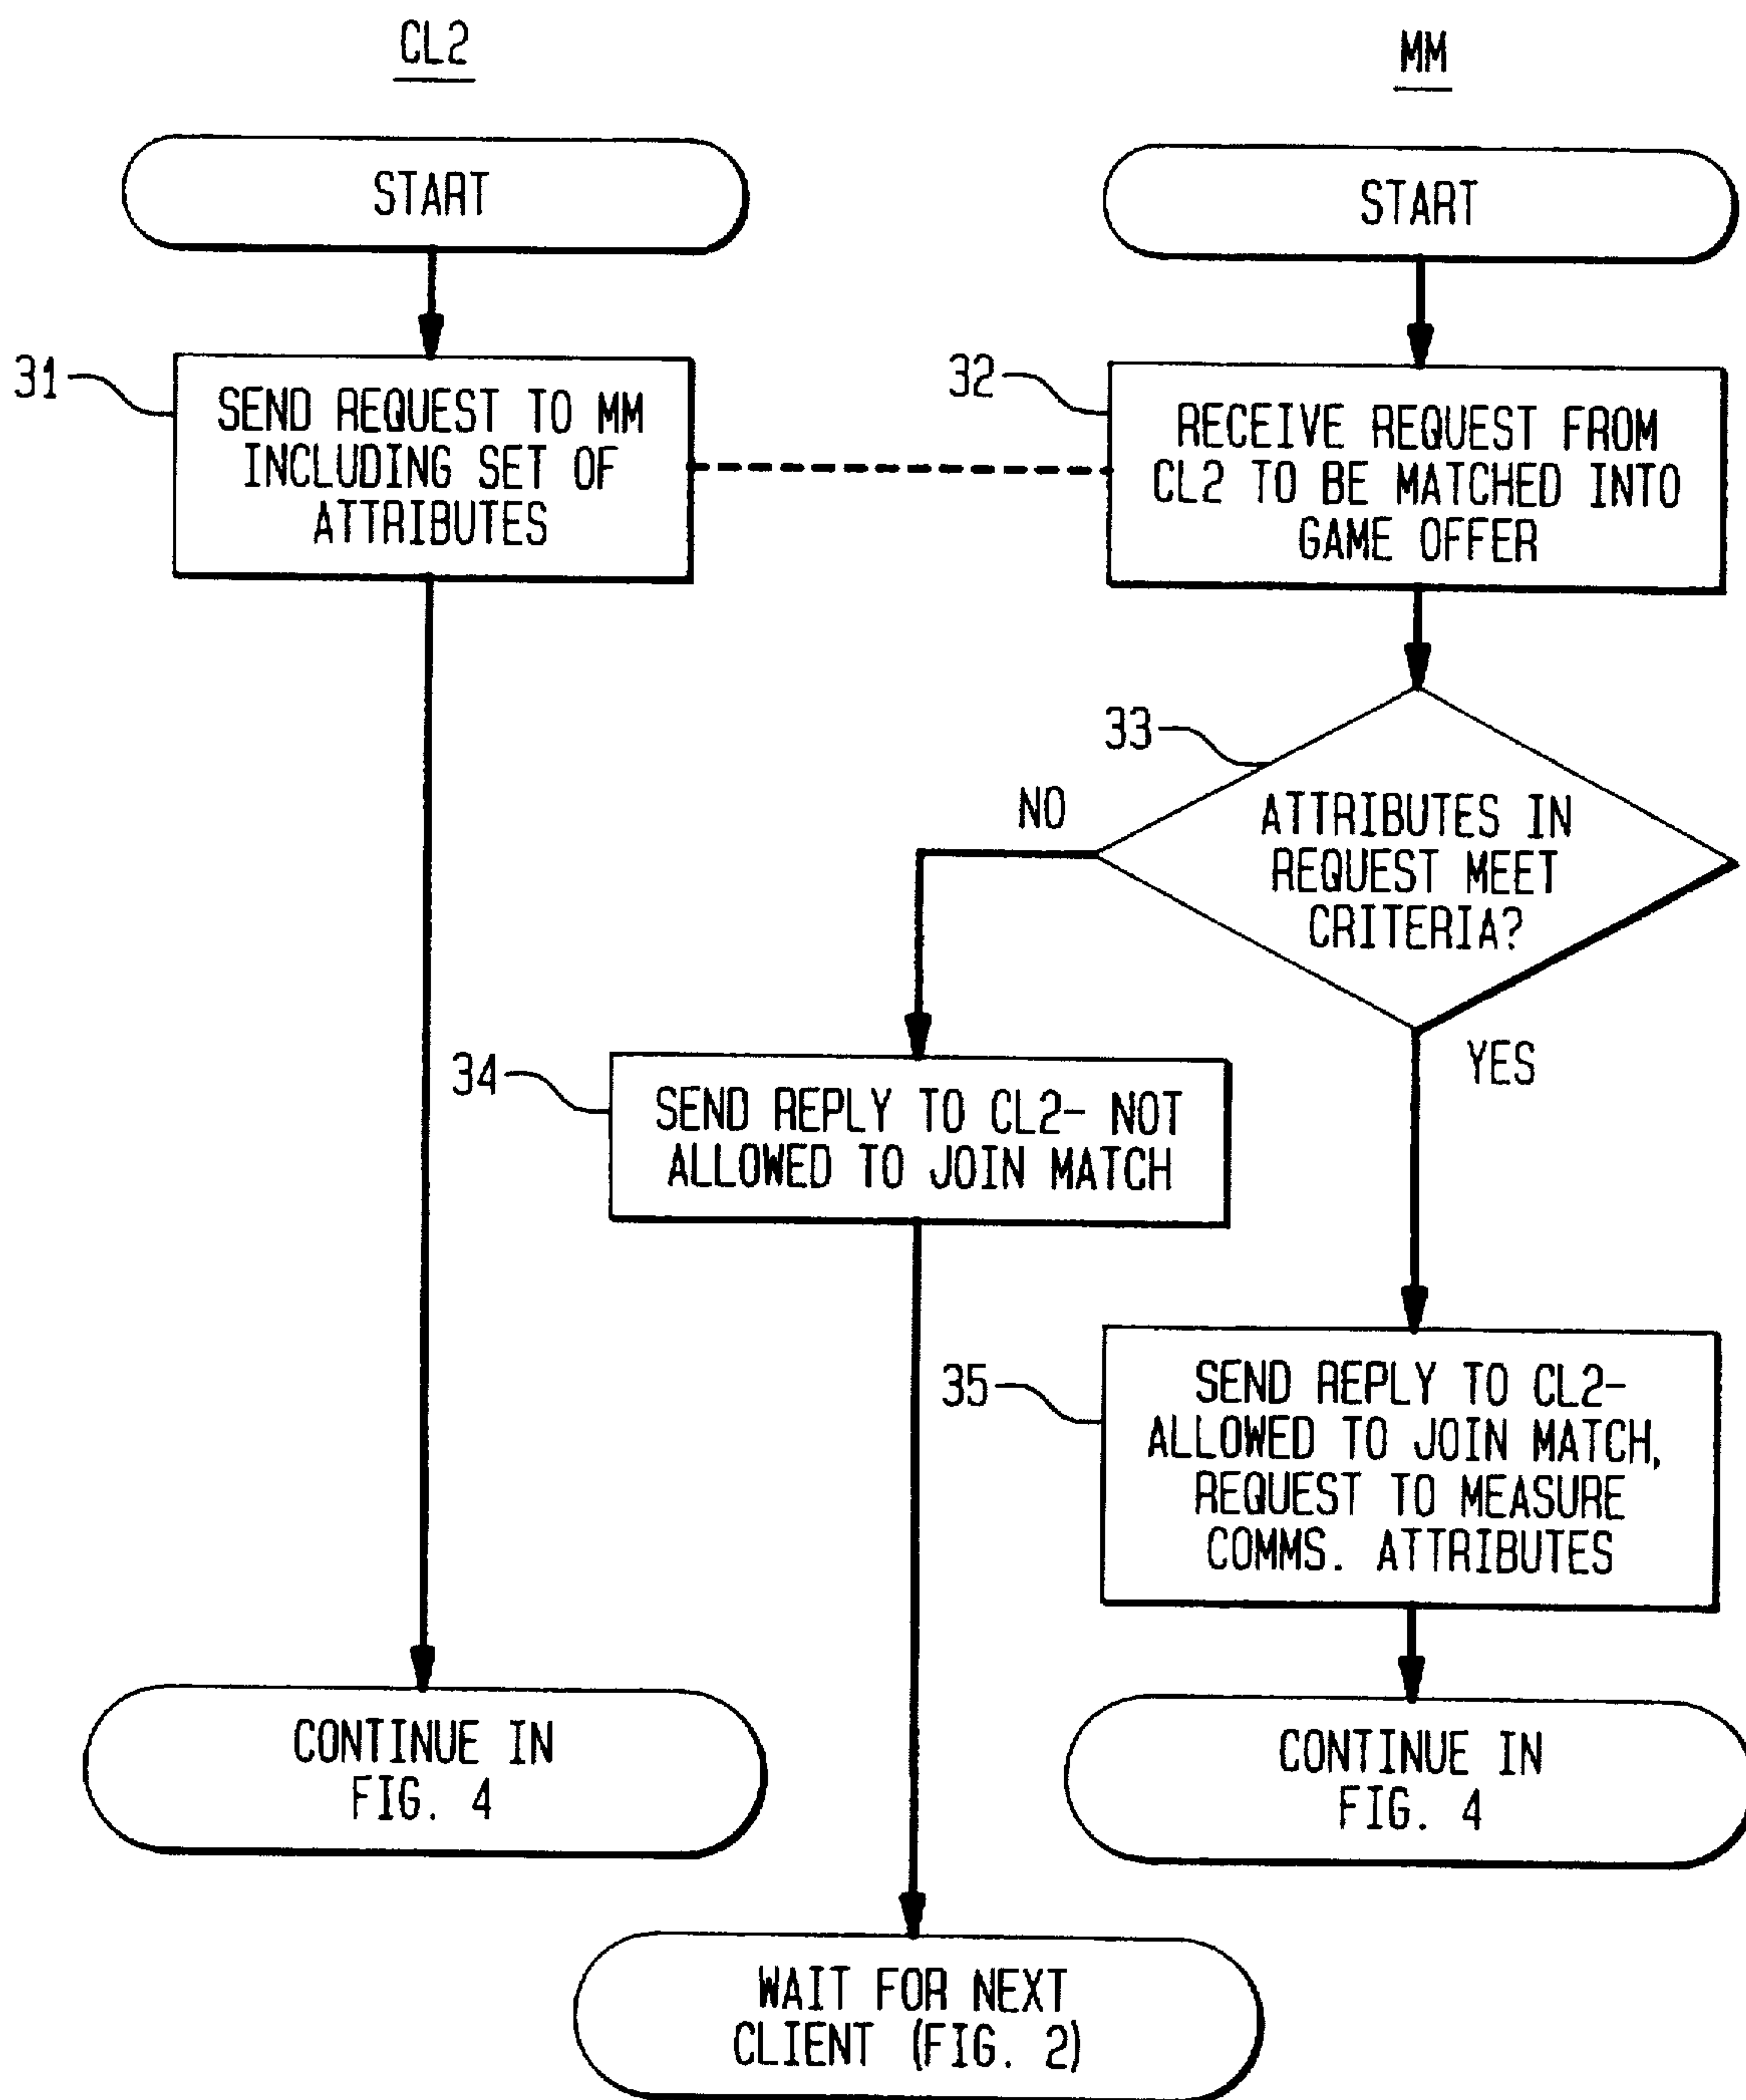 CL2
MM
START
START
31
SEND REQUEST TO MM
INCLUDING SET OF
ATTRIBUTES
32
RECEIVE REQUEST FROM
CL2 TO BE MATCHED INTO
GAME OFFER
33
NO
ATTRIBUTES IN
REQUEST MEET
CRITERIA?
YES
34
SEND REPLY TO CL2- NOT
ALLOWED TO JOIN MATCH
35
SEND REPLY TO CL2-
ALLOWED TO JOIN MATCH,
REQUEST TO MEASURE
COMMS. ATTRIBUTES
CONTINUE IN
FIG. 4
CONTINUE IN
FIG. 4
WAIT FOR NEXT
CLIENT (FIG. 2)